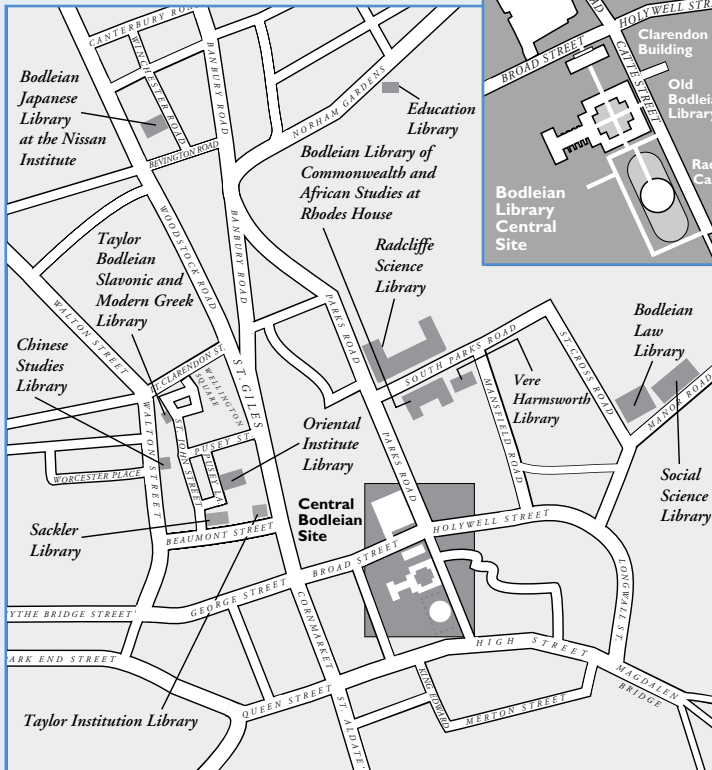 CANTERBURY ROAD
WINCHESTER ROAD
BANBURY ROAD
Bodleian
Japanese
Library
at the Nissan
Institute
BEVINGTON ROAD
NORHAM GARDENS
Education
Library
Bodleian Library of
Commonwealth and
African Studies at
Rhodes House
HOLYWELL
BROAD STREET
CATTE STREET
Clarendon
Building
Old
Library
Bodleian
Library
Central
Site
WOODSTOCK ROAD
BANBURY ROAD
Taylor
Bodleian
Slavonic and
Modern Greek
Library
Radcliffe
Science
Library
WALTON STREET
PARKS ROAD
Chinese
Studies
Library
SOUTH PARKS ROAD
ST. CROSS ROAD
Bodleian
Law
Library
MANOR ROAD
Vere
Harmsworth
Library
MANSFIELD ROAD
ST. GILES
WELLINGTON
SQUARE
T CLARENDON ST.
WALTON STREET
ST. JOHN STREET
PUSEY ST.
PUSEY LA.
Oriental
Institute
Library
PARKS ROAD
WORCESTER PLACE
Social
Science
Library
Sackler
Library
BEAUMONT STREET
Central
Bodleian
Site
HOLYWELL STREET
BROAD STREET
GEORGE STREET
YTHE BRIDGE STREET
CORNMARKET
LONGWALL ST.
HIGH STREET
ARK END STREET
MAGDALEN
BRIDGE
QUEEN STREET
KING EDWARD
MERTON STREET
ST. ALDATE'
Taylor Institution Library